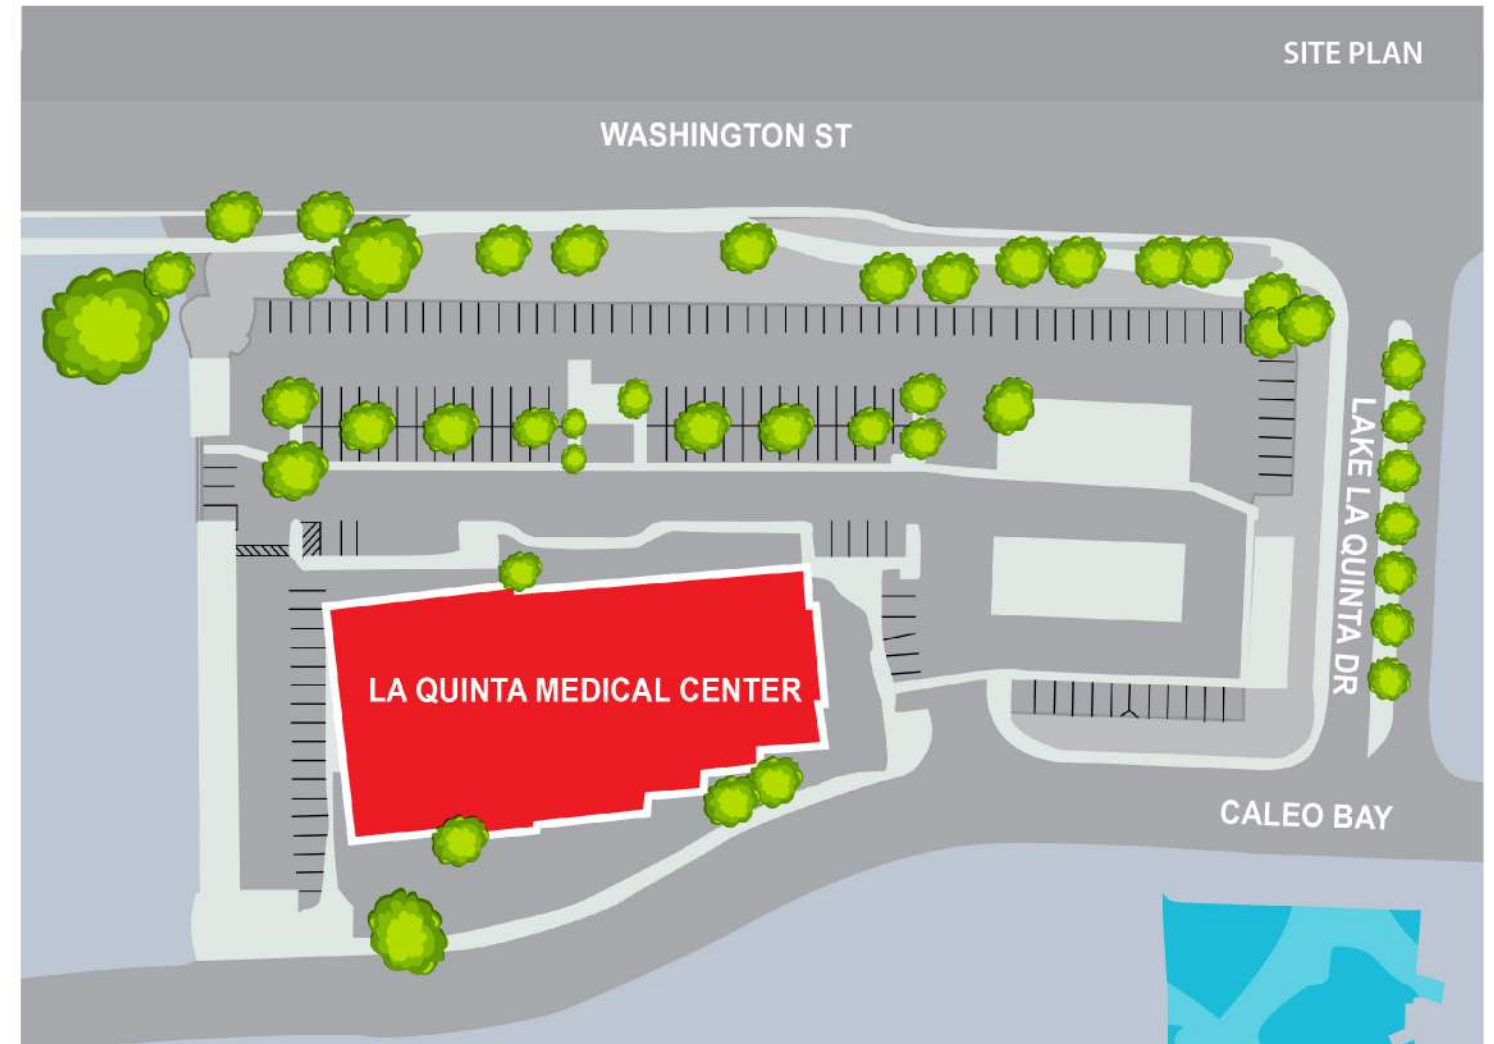 SITE PLAN
WASHINGTON ST
LAKE LA QUINTA DR
LA QUINTA MEDICAL CENTER
CALEO BAY